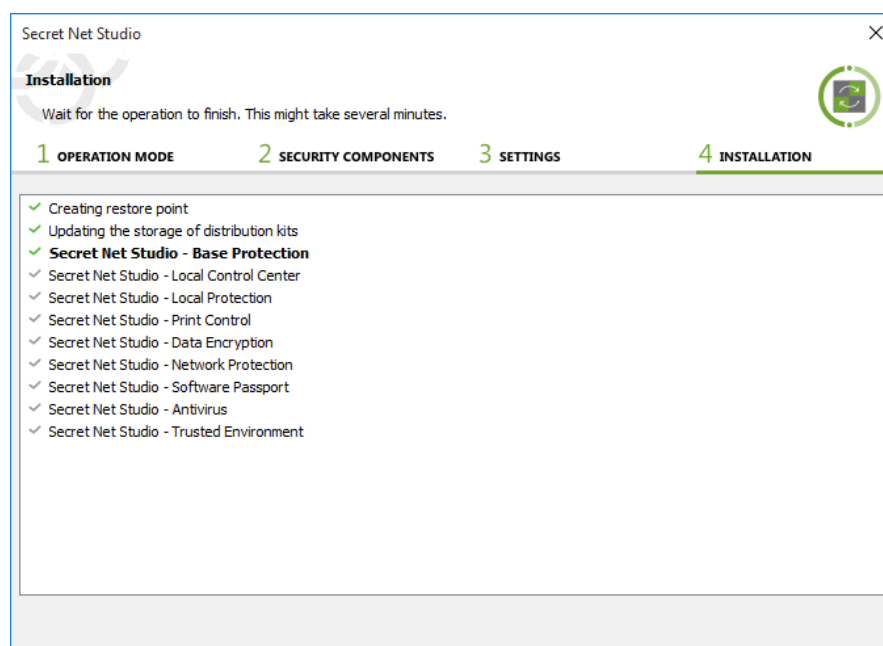 Secret Net Studio
Installation
Wait for the operation to finish. This might take several minutes.
1 OPERATION MODE 2 SECURITY COMPONENTS 3 SETTINGS 4 INSTALLATION
Creating restore point
Updating the storage of distribution kits
Secret Net Studio - Base Protection
Secret Net Studio - Local Control Center
Secret Net Studio - Local Protection
Secret Net Studio - Print Control
Secret Net Studio - Data Encryption
Secret Net Studio - Network Protection
Secret Net Studio - Software Passport
Secret Net Studio - Antivirus
Secret Net Studio - Trusted Environment